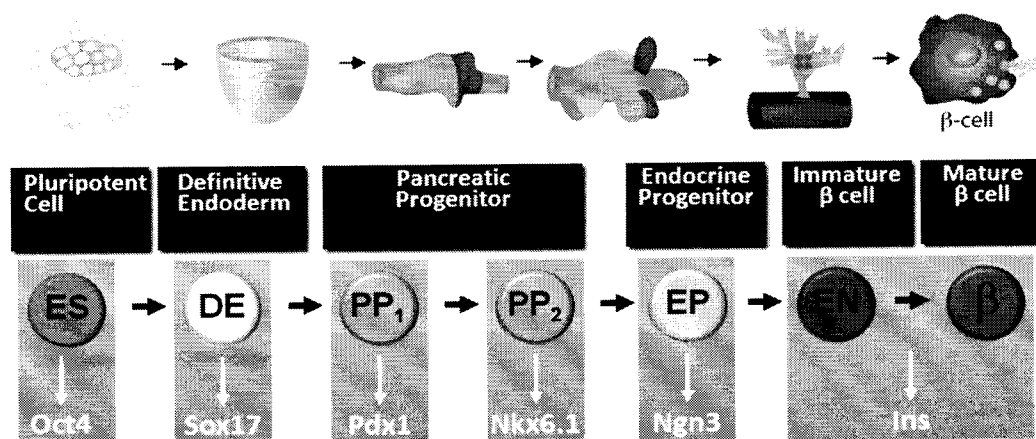 β-cell
Pluripotent
Cell
Definitive
Endoderm
Pancreatic
Progenitor
Endocrine
Progenitor
Immature
β cell
Mature
β cell
ES
DE
PP1
PP2
EP
EN
β
Oct4
Sox17
Pdx1
Nkx6.1
Ngn3
Ins